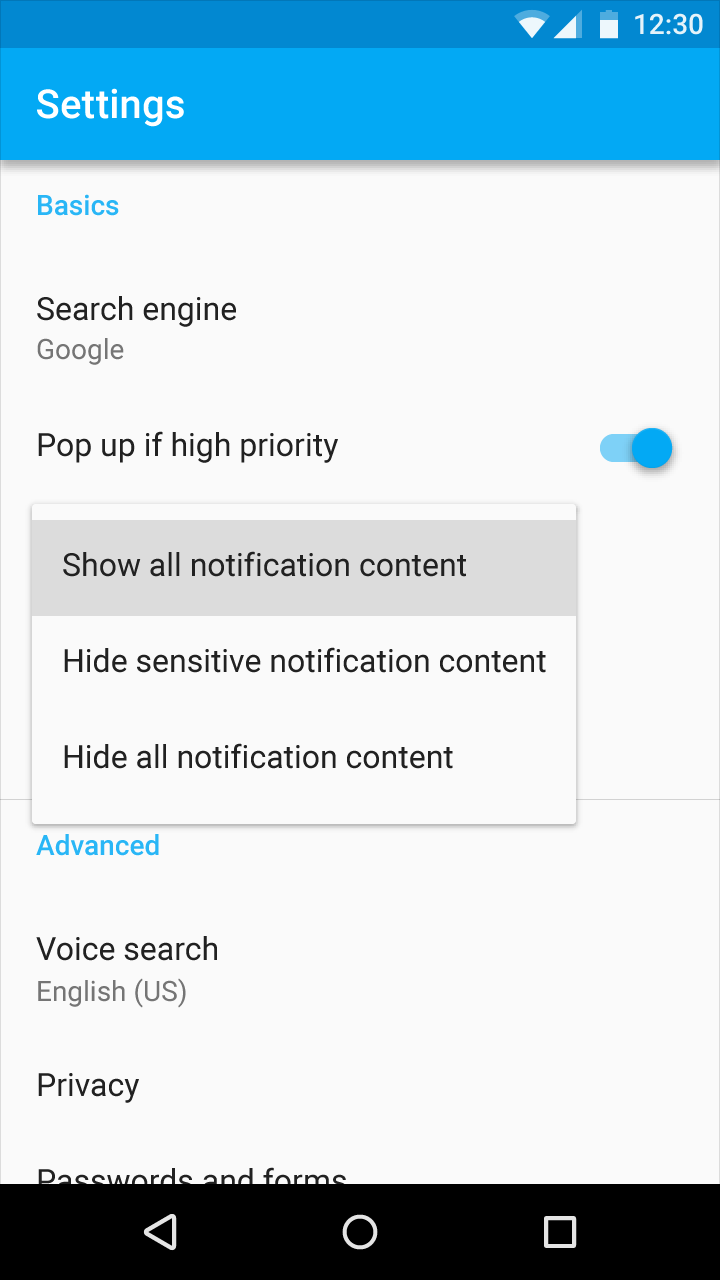 12:30
Settings
Basics
Search engine
Google
Pop up if high priority
Show all notification content
Hide sensitive notification content
Hide all notification content
Advanced
Voice search
English (US)
Privacy
Passwords and forms